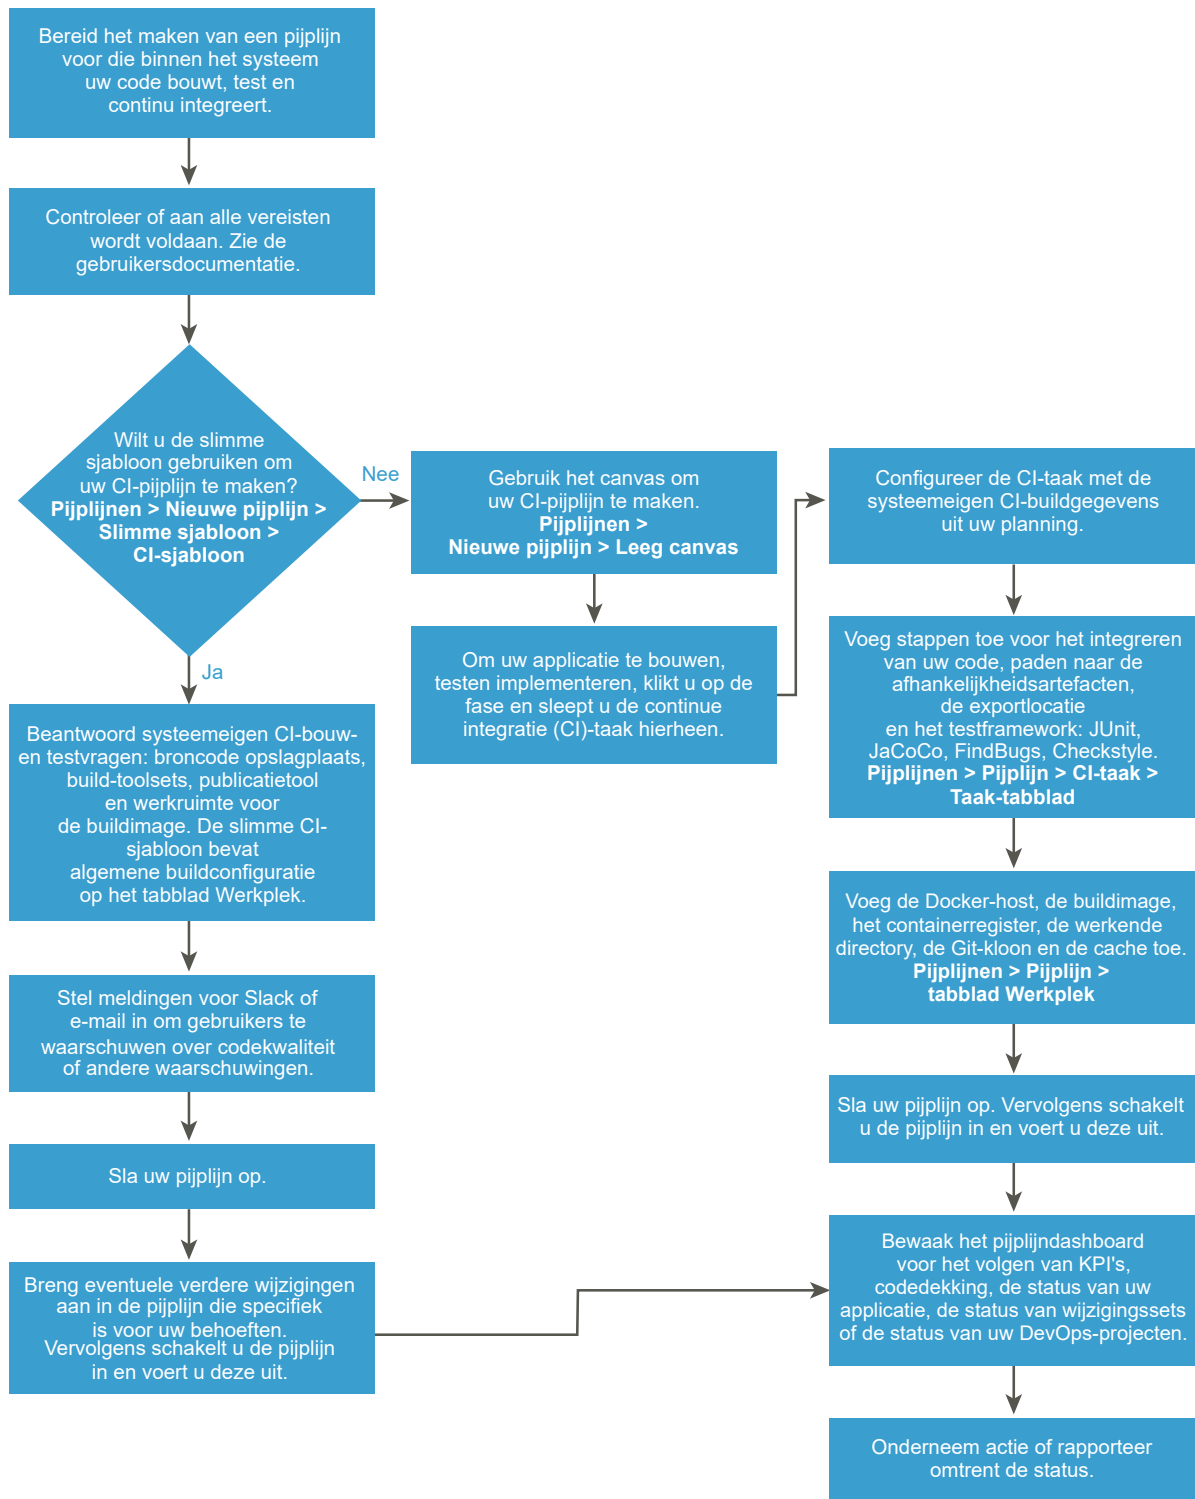 Bereid het maken van een pijplijn
voor die binnen het systeem
uw code bouwt, test en
continu integreert.
Controleer of aan alle vereisten
wordt voldaan. Zie de
gebruikersdocumentatie.
Wilt u de slimme
sjabloon gebruiken om
uw CI-pijplijn te maken?
Pijplijnen > Nieuwe pijplijn >
Slimme sjabloon >
CI-sjabloon
Nee
Ja
Beantwoord systeemeigen CI-bouw-
en testvragen: broncode opslagplaats,
build-toolsets, publicatietool
en werkruimte voor
de buildimage. De slimme CI-
sjabloon bevat
algemene buildconfiguratie
op het tabblad Werkplek.
Stel meldingen voor Slack of
e-mail in om gebruikers te
waarschuwen over codekwaliteit
of andere waarschuwingen.
Sla uw pijplijn op.
Breng eventuele verdere wijzigingen
aan in de pijplijn die specifiek
is voor uw behoeften.
Vervolgens schakelt u de pijplijn
in en voert u deze uit.
Gebruik het canvas om
uw CI-pijplijn te maken.
Pijplijnen >
Nieuwe pijplijn > Leeg canvas
Om uw applicatie te bouwen,
testen implementeren, klikt u op de
fase en sleept u de continue
integratie (CI)-taak hierheen.
Configureer de CI-taak met de
systeemeigen CI-buildgegevens
uit uw planning.
Voeg stappen toe voor het integreren
van uw code, paden naar de
afhankelijkheidsartefacten,
de exportlocatie
en het testframework: JUnit,
JaCoCo, FindBugs, Checkstyle.
Pijplijnen > Pijplijn > CI-taak >
Taak-tabblad
Voeg de Docker-host, de buildimage,
het containerregister, de werkende
directory, de Git-kloon en de cache toe.
Pijplijnen > Pijplijn >
tabblad Werkplek
Sla uw pijplijn op. Vervolgens schakelt
u de pijplijn in en voert u deze uit.
Bewaak het pijplijndashboard
voor het volgen van KPI's,
codedekking, de status van uw
applicatie, de status van wijzigingssets
of de status van uw DevOps-projecten.
Onderneem actie of rapporteer
omtrent de status.